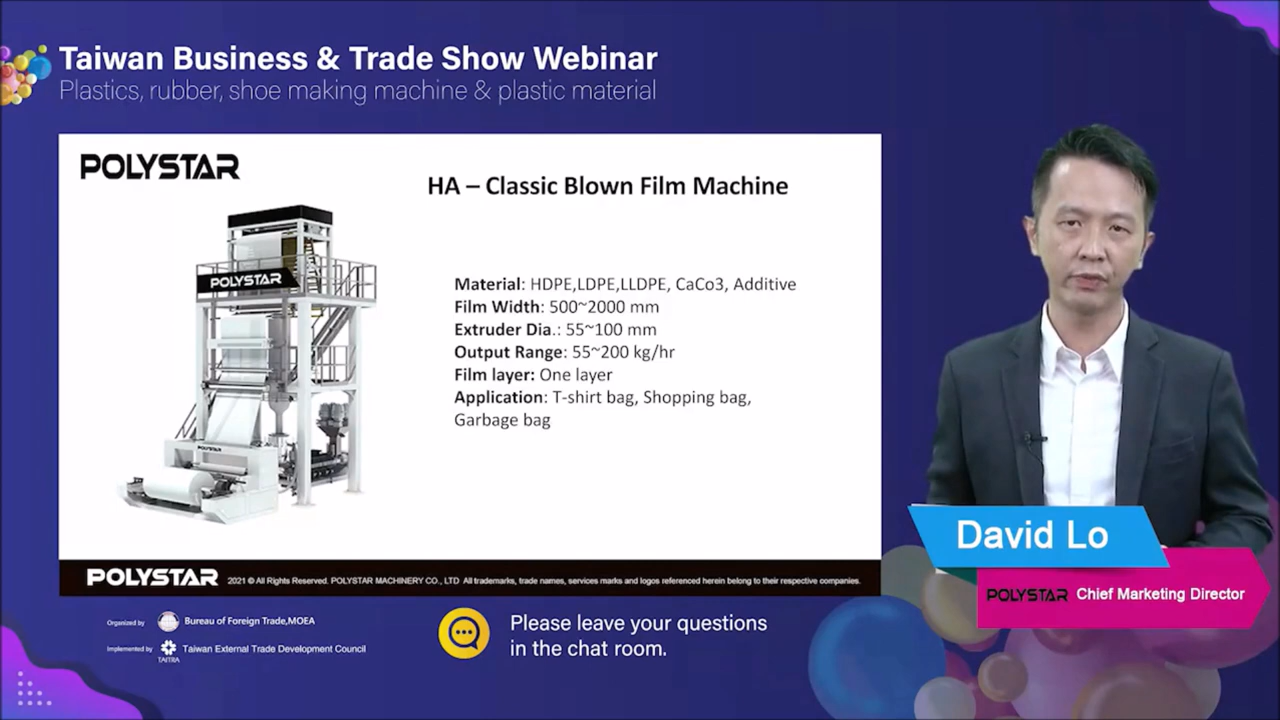 Taiwan Business & Trade Show Webinar
Plastics, rubber, shoe making machine & plastic material
POLYSTAR
HA – Classic Blown Film Machine
POLYSTAR
Material: HDPE,LDPE,LLDPE, CaCo3, Additive
Film Width: 500~2000 mm
Extruder Dia.: 55~100 mm
Output Range: 55~200 kg/hr
Film layer: One layer
Application: T-shirt bag, Shopping bag,
Garbage bag
POLYSTAR
David Lo
POLYSTAR Chief Marketing Director
POLYSTAR 2021 © All Rights Reserved. POLYSTAR MACHINERY CO., LTD All trademarks, trade names, services marks and logos referenced herein belong to their respective companies.
Organized by Bureau of Foreign Trade,MOEA
Implemented by TAITRA Taiwan External Trade Development Council
Please leave your questions
in the chat room.